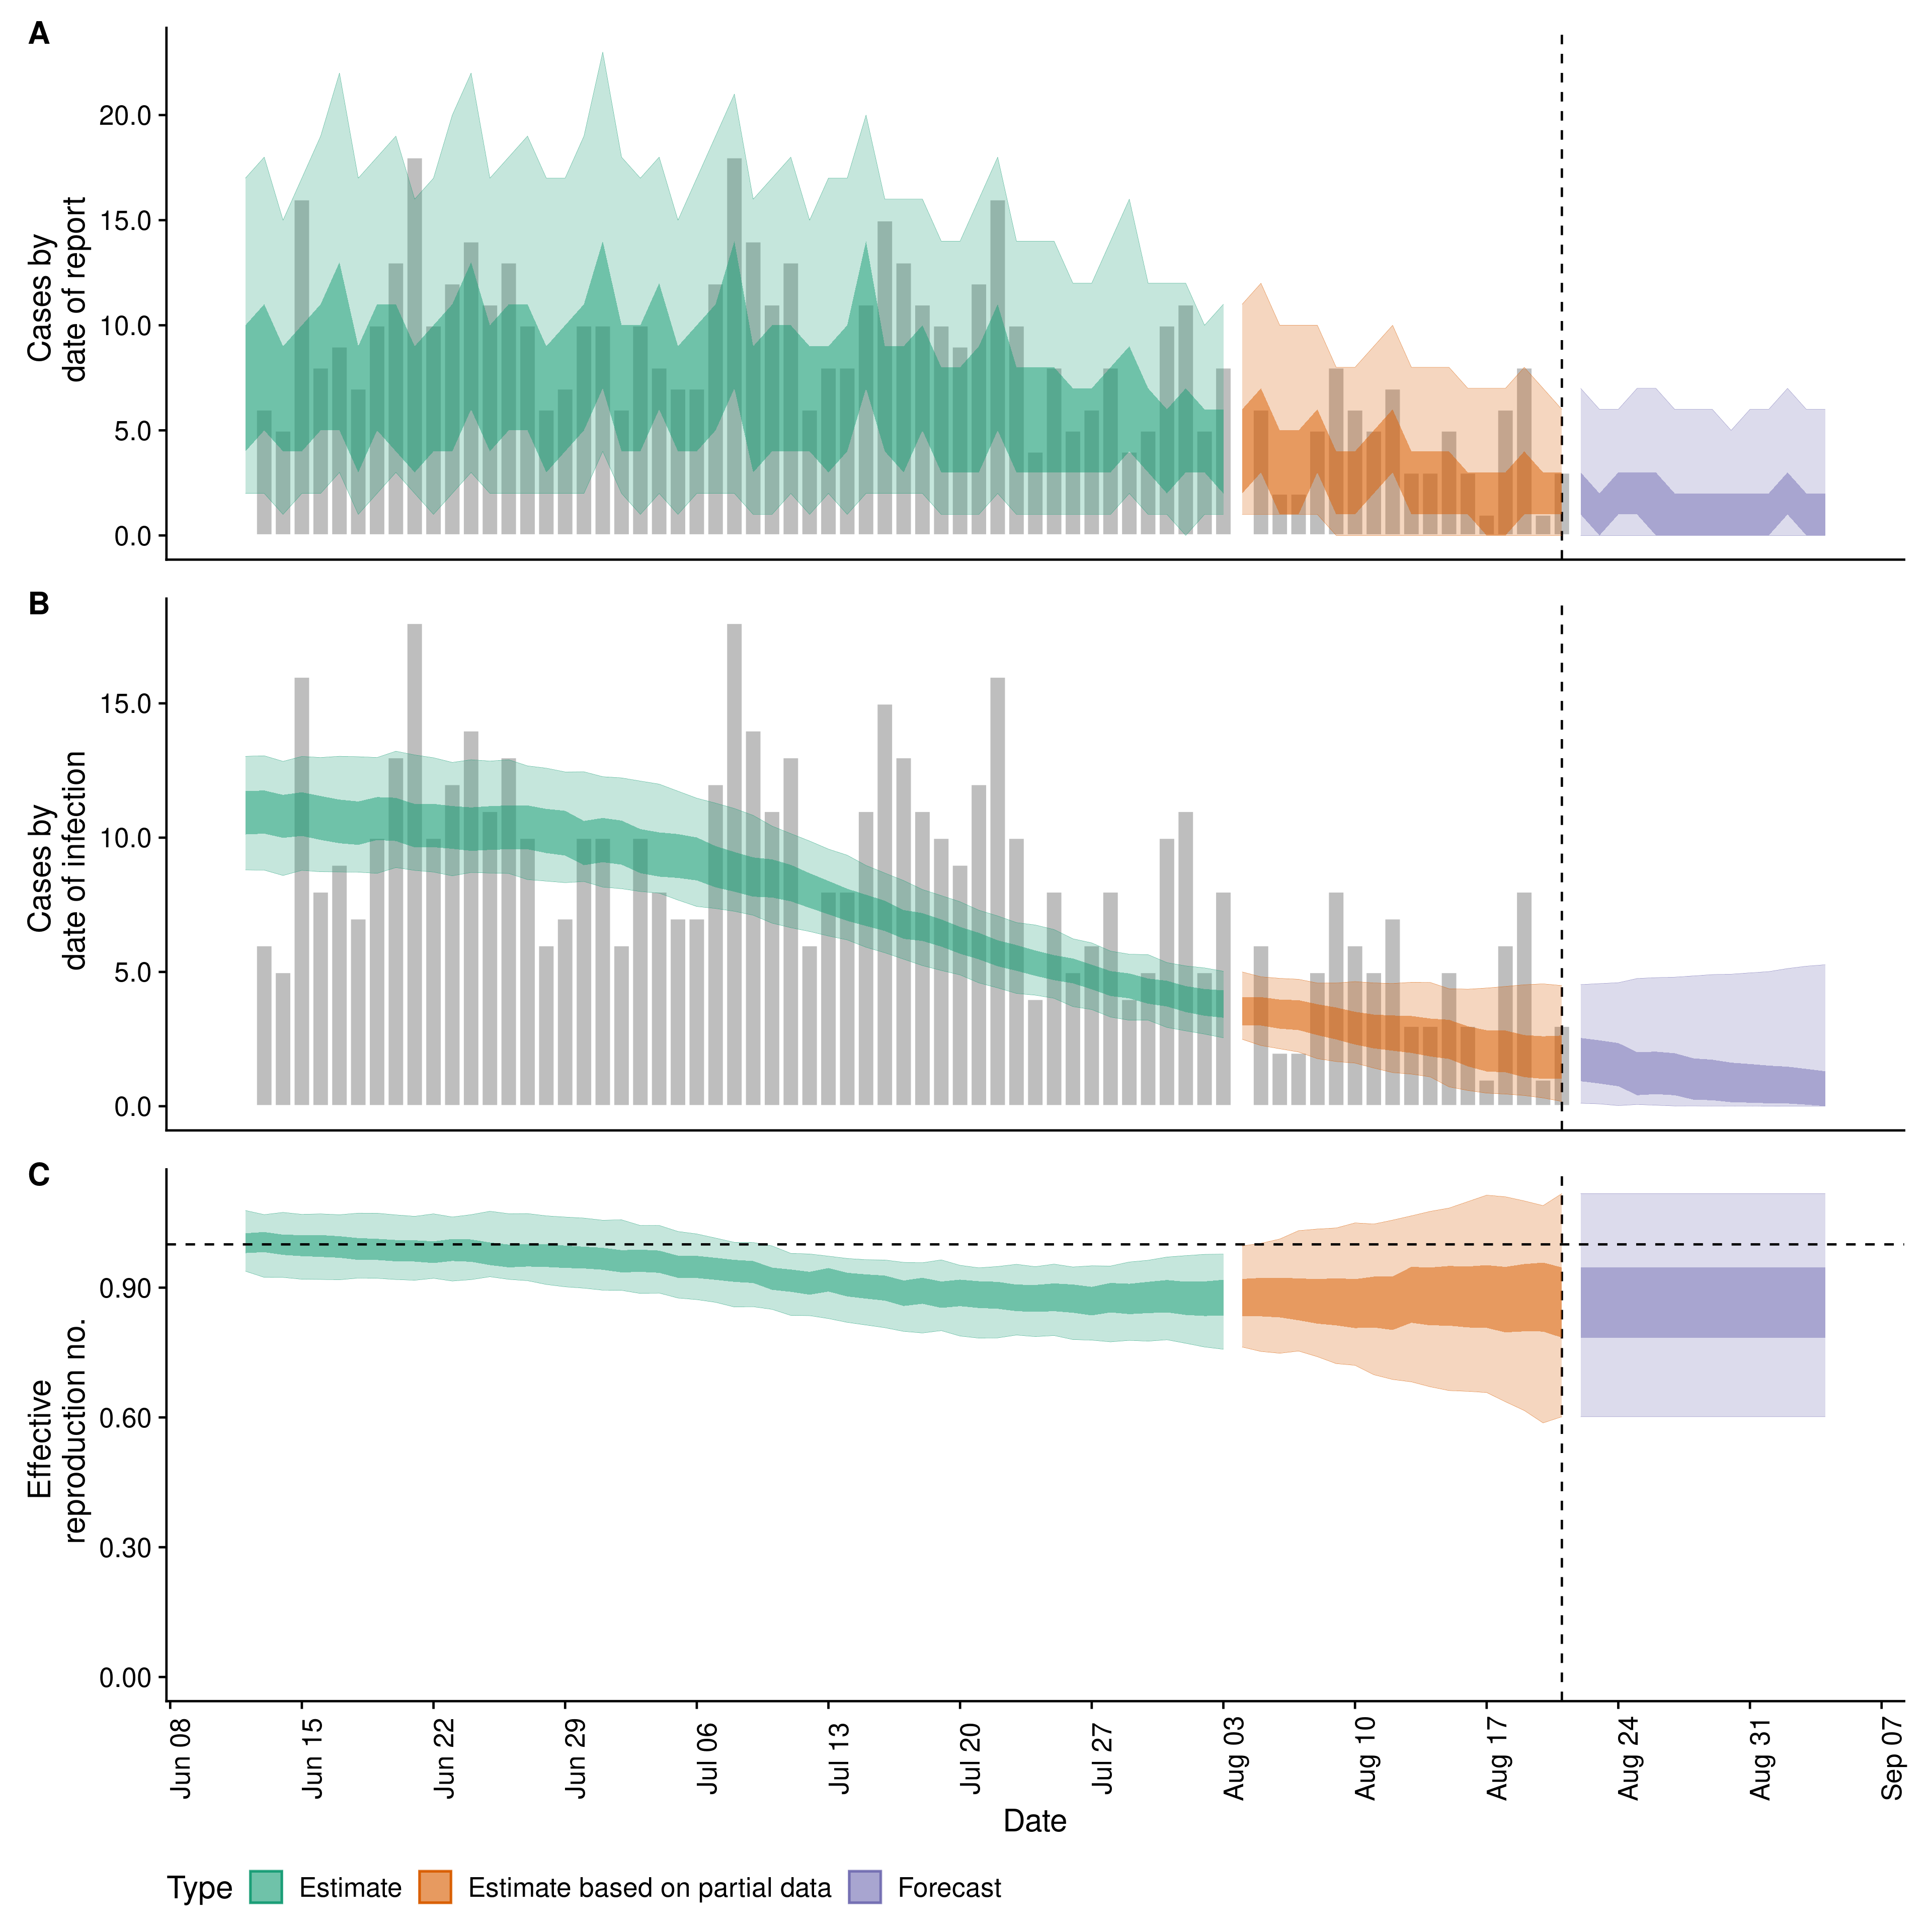 A
Cases by
date of report
20.0
15.0
10.0
5.0
0.0
B
Cases by
date of infection
15.0
10.0
5.0
0.0
C
Effective
reproduction no.
0.90
0.60
0.30
0.00
Jun 08
Jun 15
Jun 22
Jun 29
Jul 06
Jul 13
Jul 20
Jul 27
Aug 03
Aug 10
Aug 17
Aug 24
Aug 31
Sep 07
Date
Type Estimate Estimate based on partial data Forecast